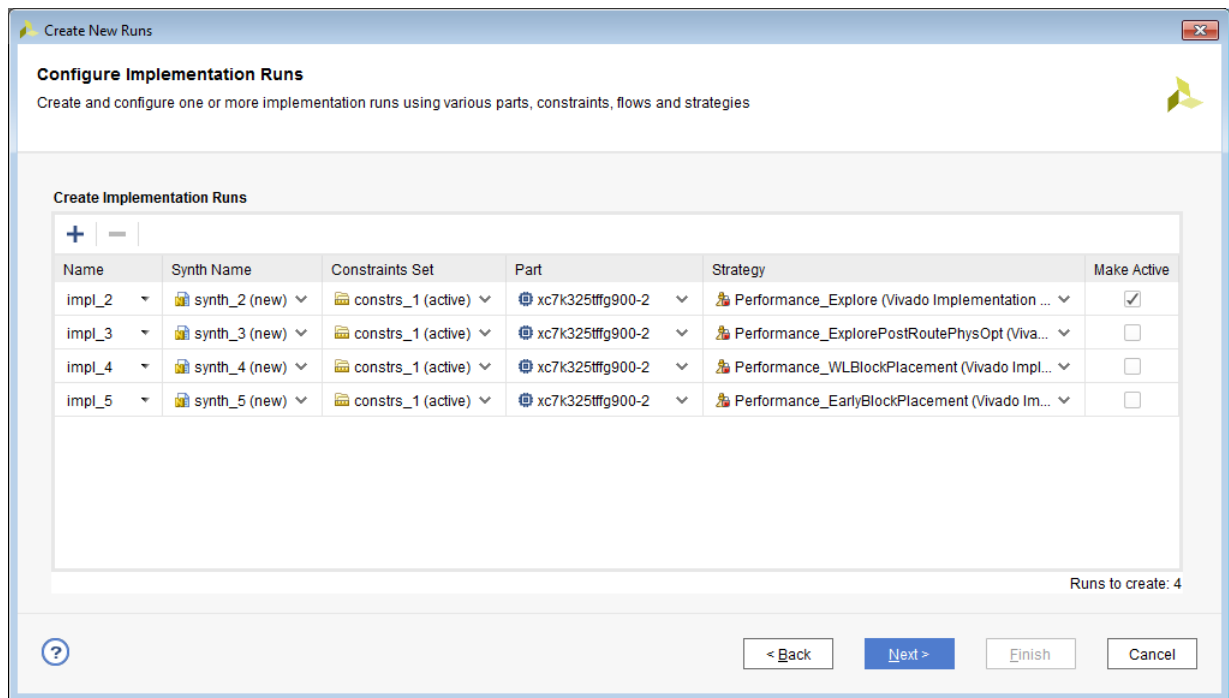 Create New Runs
Configure Implementation Runs
Create and configure one or more implementation runs using various parts, constraints, flows and strategies
Create Implementation Runs
Name Synth Name Constraints Set Part Strategy Make Active
impl_2 synth_2 (new) constrs_1 (active) xc7k325tffg900-2 Performance_Explore (Vivado Implementation ...
impl_3 synth_3 (new) constrs_1 (active) xc7k325tffg900-2 Performance_ExplorePostRoutePhysOpt (Viva...
impl_4 synth_4 (new) constrs_1 (active) xc7k325tffg900-2 Performance_WLBlockPlacement (Vivado Impl...
impl_5 synth_5 (new) constrs_1 (active) xc7k325tffg900-2 Performance_EarlyBlockPlacement (Vivado Im...
Runs to create: 4
? < Back Next > Finish Cancel